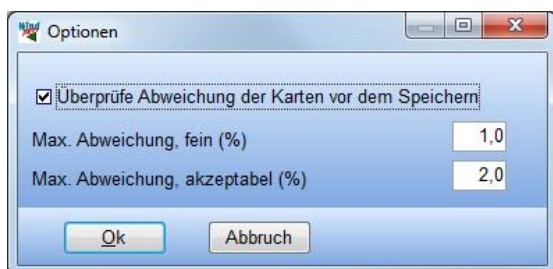 Wind
Optionen
Überprüfe Abweichung der Karten vor dem Speichern
Max. Abweichung, fein (%) 1,0
Max. Abweichung, akzeptabel (%) 2,0
Ok Abbruch